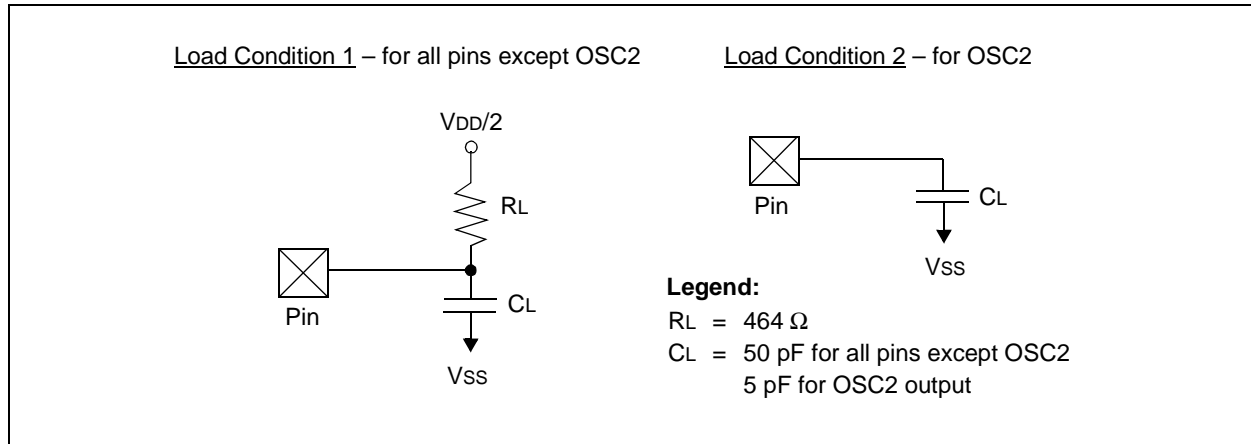 Load Condition 1 – for all pins except OSC2
VDD/2
RL
Pin
CL
VSS
Load Condition 2 – for OSC2
Pin
CL
VSS
Legend:
RL = 464 Ω
CL = 50 pF for all pins except OSC2
5 pF for OSC2 output